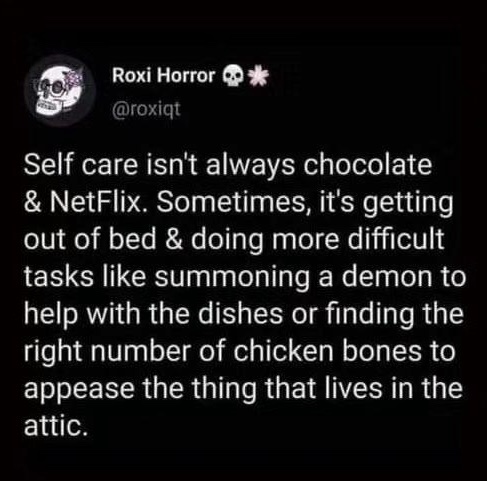 Roxi Horror 💀🌸
@roxiqt
Self care isn't always chocolate
& NetFlix. Sometimes, it's getting
out of bed & doing more difficult
tasks like summoning a demon to
help with the dishes or finding the
right number of chicken bones to
appease the thing that lives in the
attic.